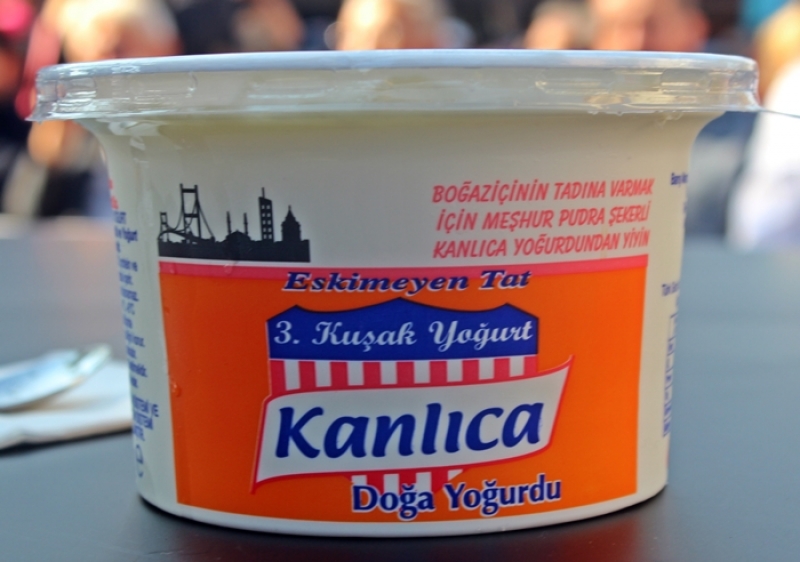 BOĞAZİÇİNİN TADINA VARMAK
İÇİN MEŞHUR PUDRA ŞEKERLİ
KANLICA YOĞURDUNDAN YİYİN
Eskimeyen Tat
3. Kuşak Yoğurt
Kanlıca
Doğa Yoğurdu